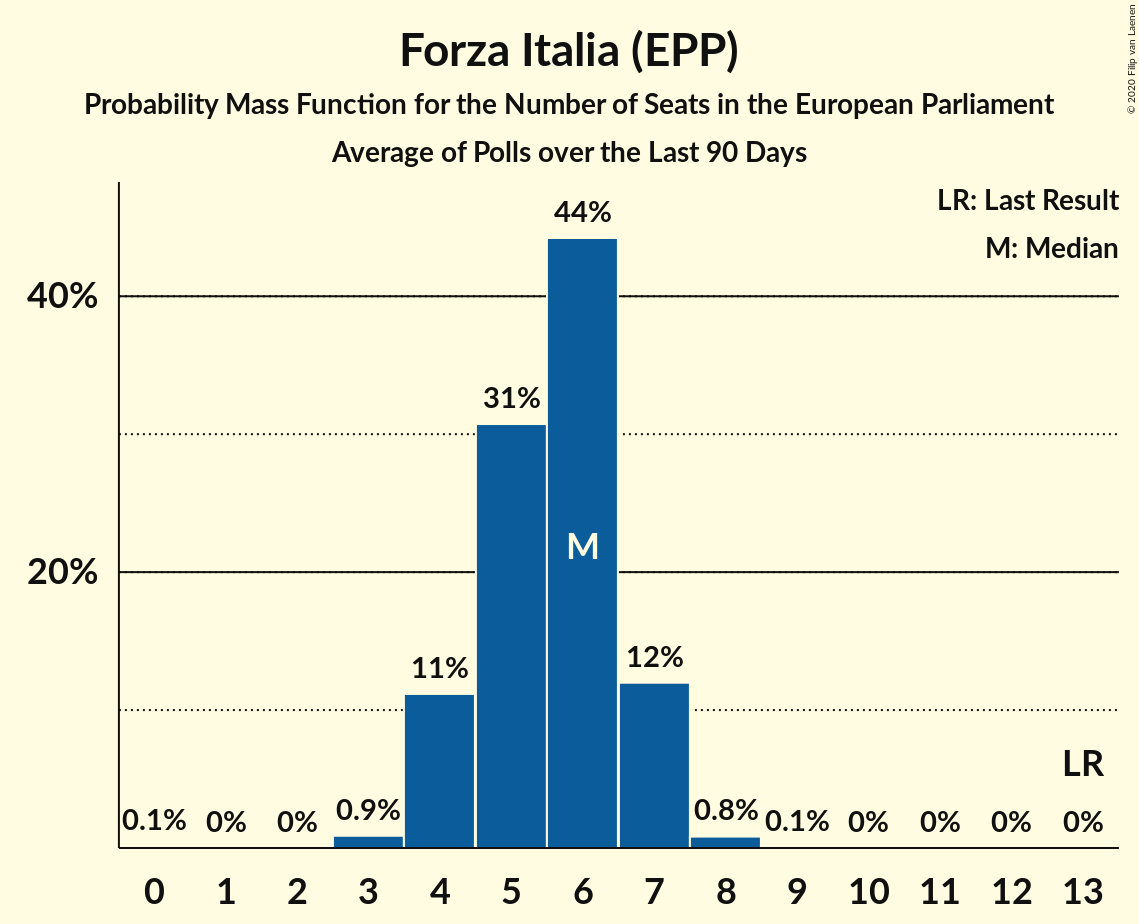 Forza Italia (EPP)
Probability Mass Function for the Number of Seats in the European Parliament
Average of Polls over the Last 90 Days
© 2020 Filip van Laenen
LR: Last Result
M: Median
44%
40%
31%
M
20%
12%
11%
LR
0.1% 0% 0% 0.9% 0.8% 0.1% 0% 0% 0% 0%
0 1 2 3 4 5 6 7 8 9 10 11 12 13